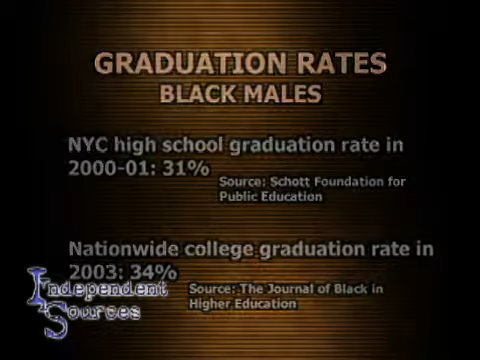 GRADUATION RATES
BLACK MALES
NYC high school graduation rate in
2000-01: 31%
Source: Schott Foundation for
Public Education
Nationwide college graduation rate in
2003: 34%
Source: The Journal of Black in
Higher Education
Independent
Sources